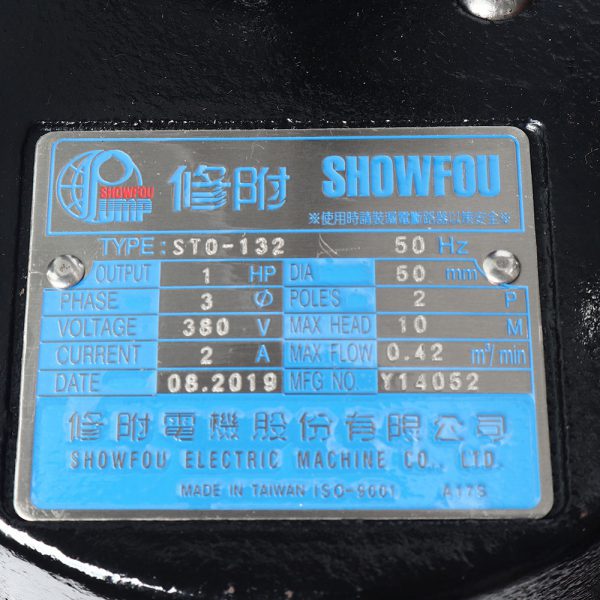 SHOWFOU PUMP
修附 SHOWFOU
※使用時請裝漏電斷路器以策安全※
TYPE: STO-132 50 Hz
OUTPUT 1 HP DIA 50 mm
PHASE 3 Ø POLE'S 2 P
VOLTAGE 380 V MAX HEAD 10 M
CURRENT 2 A MAX FLOW 0.42 m³/min
DATE 08.2019 MFG NO. Y14052
修附電機股份有限公司
SHOWFOU ELECTRIC MACHINE CO., LTD.
MADE IN TAIWAN ISO-9001 A17S